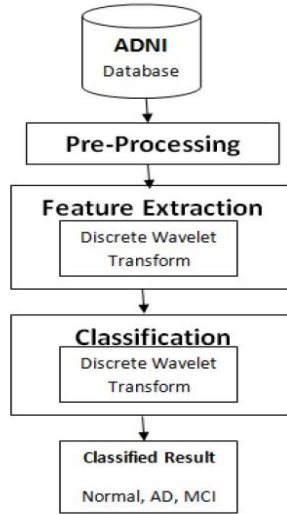 ADNI
Database
Pre-Processing
Feature Extraction
Discrete Wavelet
Transform
Classification
Discrete Wavelet
Transform
Classified Result
Normal, AD, MCI